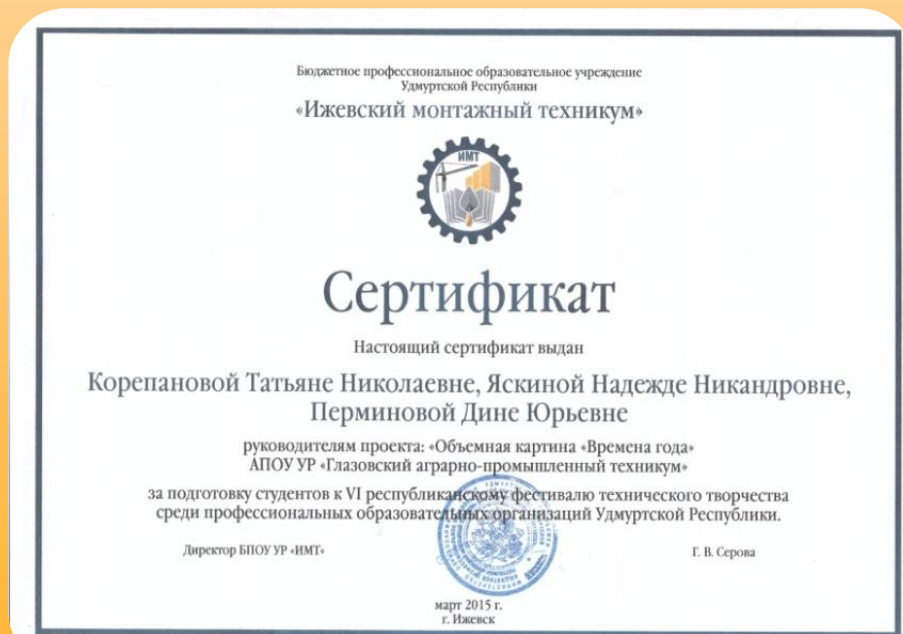 Бюджетное профессиональное образовательное учреждение
Удмуртской Республики
«Ижевский монтажный техникум»
ИМТ
Сертификат
Настоящий сертификат выдан
Корепановой Татьяне Николаевне, Яскиной Надежде Никандровне,
Перминовой Дине Юрьевне
руководителям проекта: «Объемная картина «Времена года»
АПОУ УР «Глазовский аграрно-промышленный техникум»
за подготовку студентов к VI республиканскому фестивалю технического творчества
среди профессиональных образовательных организаций Удмуртской Республики.
Директор БПОУ УР «ИМТ»
Г. В. Серова
март 2015 г.
г. Ижевск